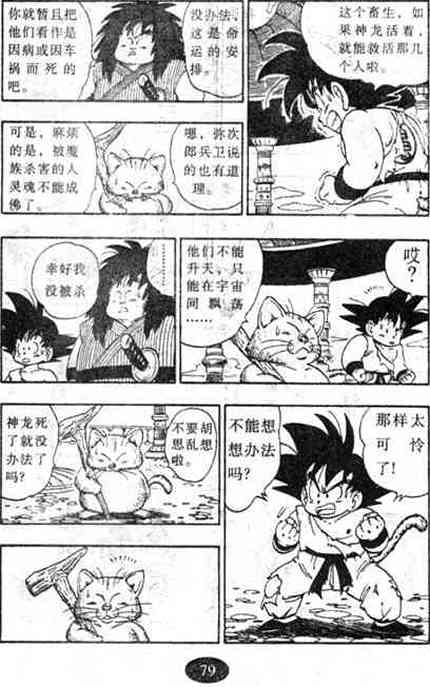 这个畜生，如
果神龙活着，
就能救活那几
个人啦。
没办法，
这是命
运的安
排。
你就暂且把
他们看作是
因病或因车
祸而死的
吧。
嗯，弥次
郎兵卫说
的也有道
理。
可是，麻烦
的是，被魔
族杀害的人
灵魂不能成
佛了。
哎
？
他们不能
升天，只
能在宇宙
间飘荡
……
………
幸好我
没被杀
那样太
可怜
了!
不能想
想办法
吗？
不要胡
思乱想
啦。
神龙死
了就没
办法了
吗？
79